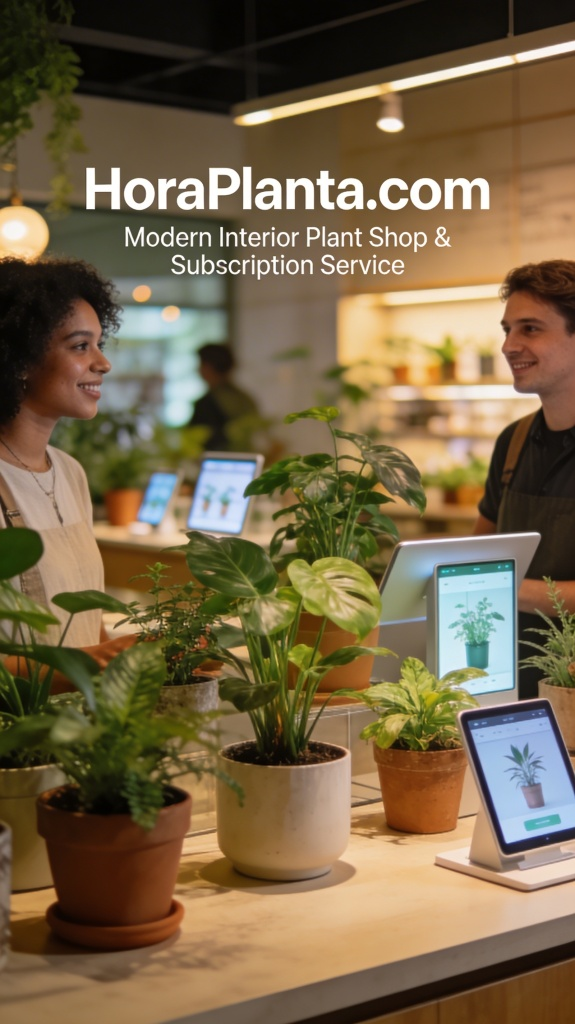 HoraPlanta.com
Modern Interior Plant Shop &
Subscription Service